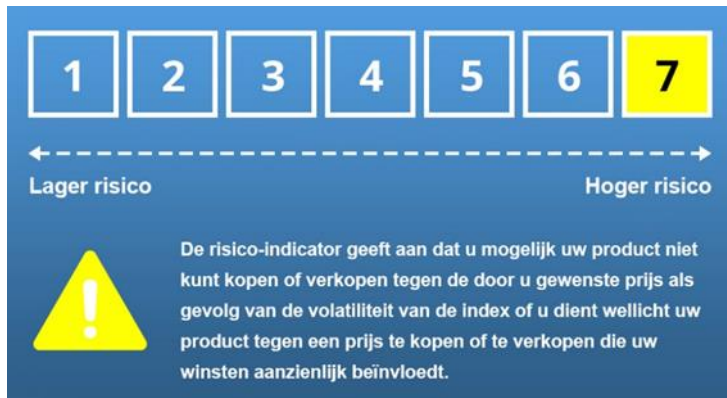 1 2 3 4 5 6 7
Lager risico Hoger risico
!
De risico-indicator geeft aan dat u mogelijk uw product niet
kunt kopen of verkopen tegen de door u gewenste prijs als
gevolg van de volatiliteit van de index of u dient wellicht uw
product tegen een prijs te kopen of te verkopen die uw
winsten aanzienlijk beïnvloedt.